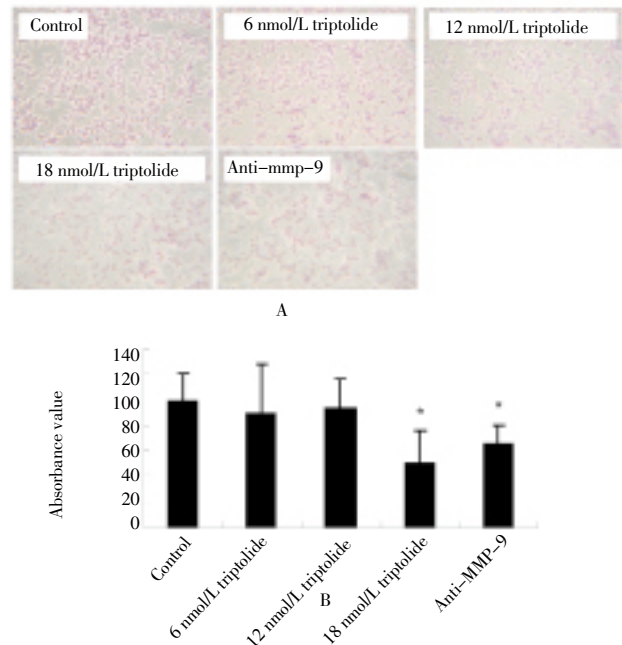 Control
6 nmol/L triptolide
12 nmol/L triptolide
18 nmol/L triptolide
Anti-mmp-9
A
140
120
100
80
60
40
20
0
Absorbance value
*
*
Control
6 nmol/L triptolide
12 nmol/L triptolide
18 nmol/L triptolide
Anti-MMP-9
B